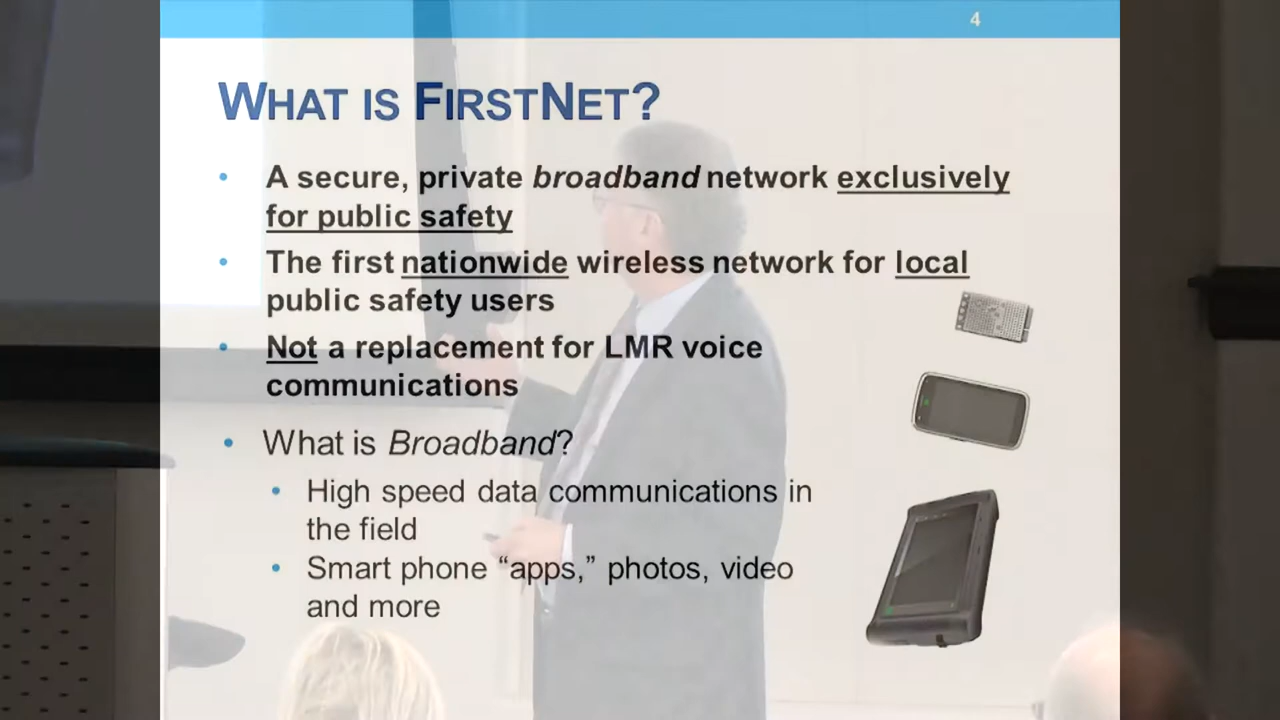 4
WHAT IS FIRSTNET?
• A secure, private broadband network exclusively
for public safety
• The first nationwide wireless network for local
public safety users
• Not a replacement for LMR voice
communications
• What is Broadband?
• High speed data communications in
the field
• Smart phone “apps,” photos, video
and more